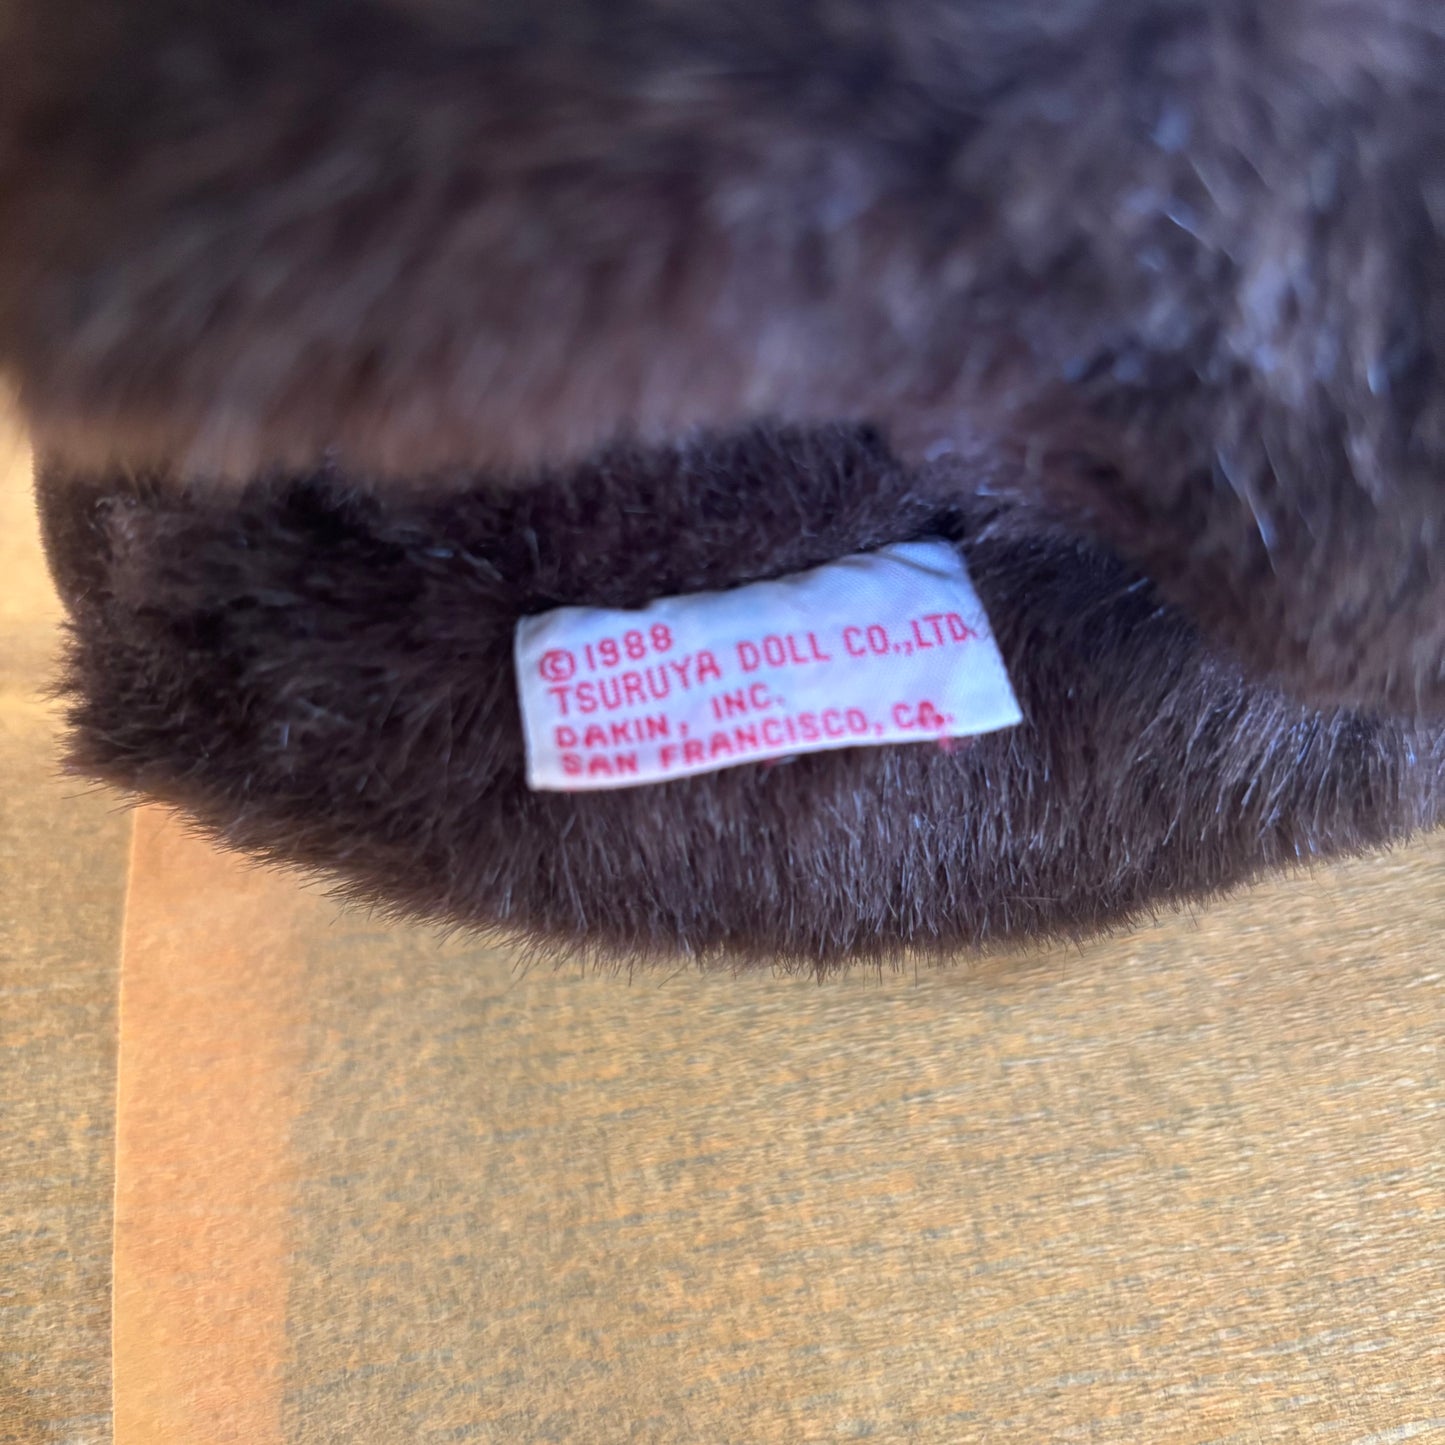 ©1988
TSURUYA DOLL CO.,LTD.
DAKIN, INC.
SAN FRANCISCO, CA.